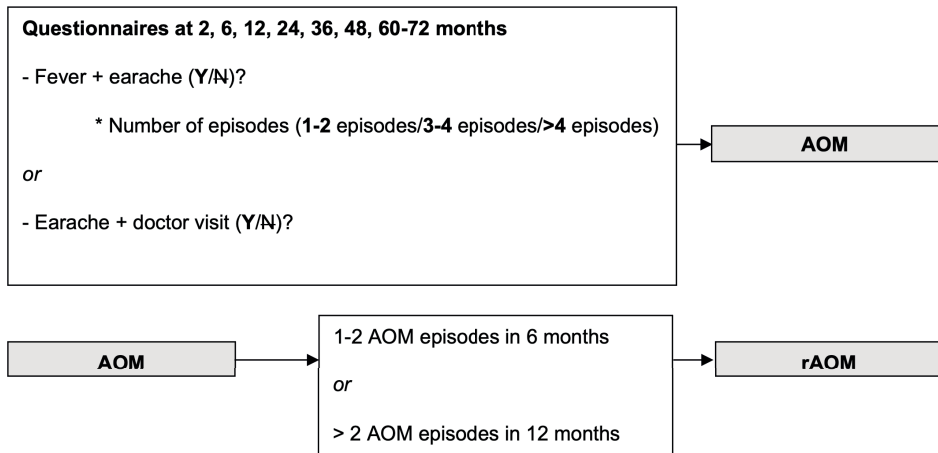 Questionnaires at 2, 6, 12, 24, 36, 48, 60-72 months
- Fever + earache (Y/N)?
* Number of episodes (1-2 episodes/3-4 episodes/>4 episodes)
or
- Earache + doctor visit (Y/N)?
AOM
AOM
1-2 AOM episodes in 6 months
or
> 2 AOM episodes in 12 months
rAOM